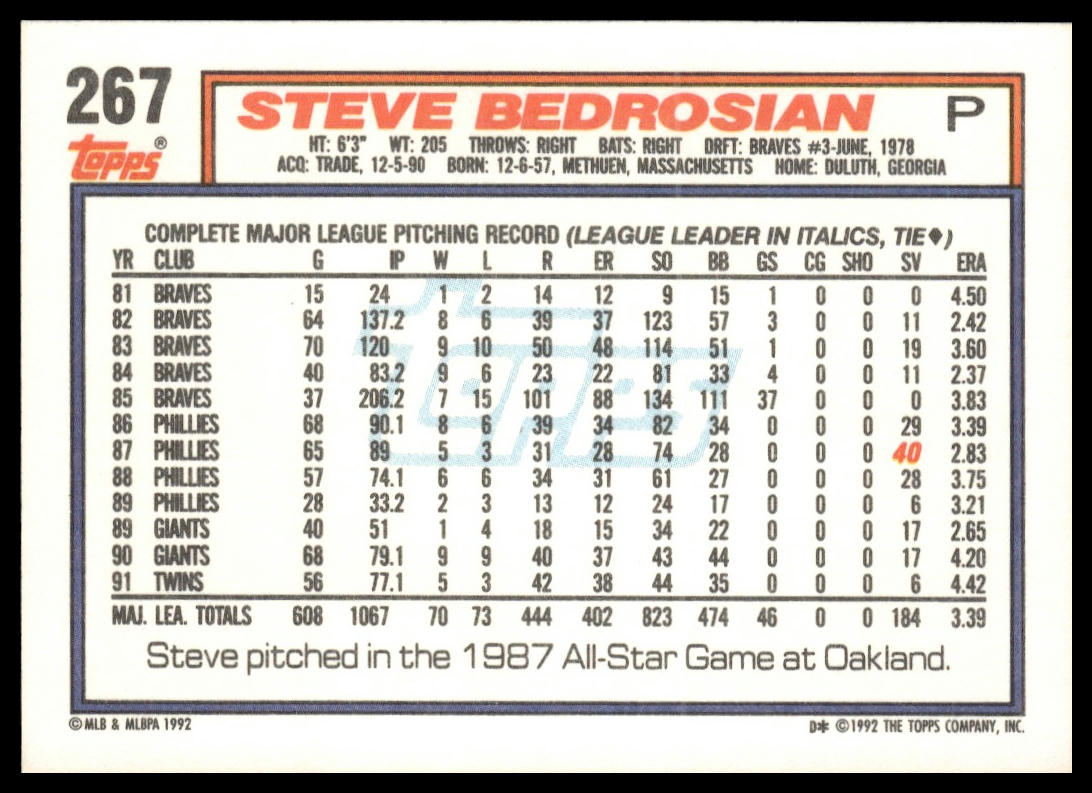 267
topps®
STEVE BEDROSIAN P
HT: 6'3" WT: 205 THROWS: RIGHT BATS: RIGHT DRFT: BRAVES #3-JUNE, 1978
ACQ: TRADE, 12-5-90 BORN: 12-6-57, METHUEN, MASSACHUSETTS HOME: DULUTH, GEORGIA
COMPLETE MAJOR LEAGUE PITCHING RECORD (LEAGUE LEADER IN ITALICS, TIE♦)
YR CLUB G IP W L R ER SO BB GS CG SHO SV ERA
81 BRAVES 15 24 1 2 14 12 9 15 1 0 0 0 4.50
82 BRAVES 64 137.2 8 6 39 37 123 57 3 0 0 11 2.42
83 BRAVES 70 120 9 10 50 48 114 51 1 0 0 19 3.60
84 BRAVES 40 83.2 9 6 23 22 81 33 4 0 0 11 2.37
85 BRAVES 37 206.2 7 15 101 88 134 111 37 0 0 0 3.83
86 PHILLIES 68 90.1 8 6 39 34 82 34 0 0 0 29 3.39
87 PHILLIES 65 89 5 3 31 28 74 28 0 0 0 40 2.83
88 PHILLIES 57 74.1 6 6 34 31 61 27 0 0 0 28 3.75
89 PHILLIES 28 33.2 2 3 13 12 24 17 0 0 0 6 3.21
89 GIANTS 40 51 1 4 18 15 34 22 0 0 0 17 2.65
90 GIANTS 68 79.1 9 9 40 37 43 44 0 0 0 17 4.20
91 TWINS 56 77.1 5 3 42 38 44 35 0 0 0 6 4.42
MAJ. LEA. TOTALS 608 1067 70 73 444 402 823 474 46 0 0 184 3.39
topps
Steve pitched in the 1987 All-Star Game at Oakland.
© MLB & MLBPA 1992
D* © 1992 THE TOPPS COMPANY, INC.